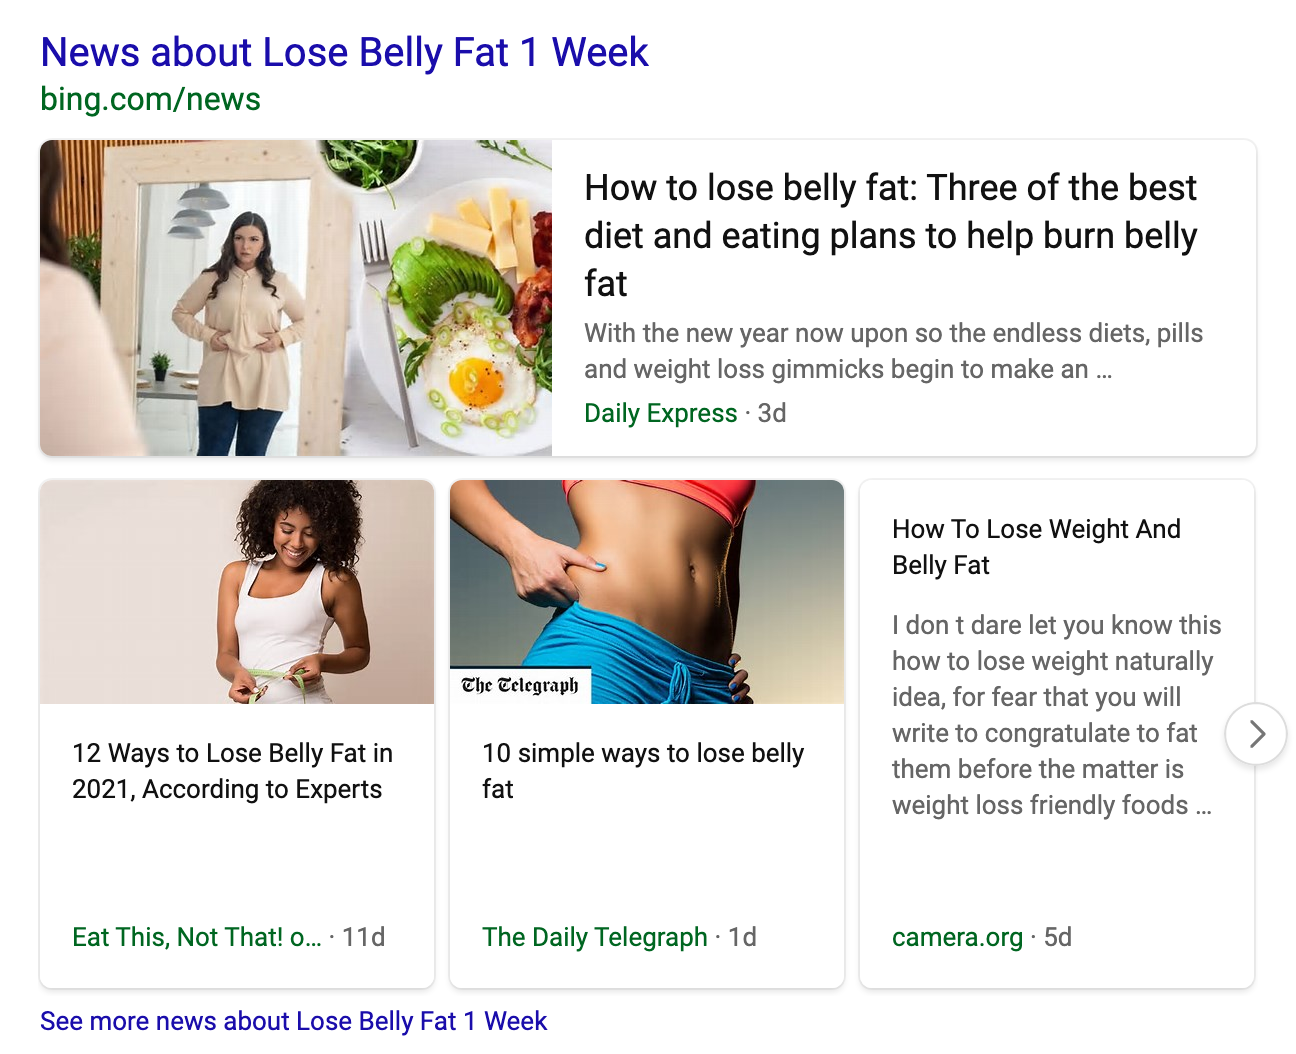 News about Lose Belly Fat 1 Week
bing.com/news
How to lose belly fat: Three of the best
diet and eating plans to help burn belly
fat
With the new year now upon so the endless diets, pills
and weight loss gimmicks begin to make an ...
Daily Express · 3d
The Telegraph
12 Ways to Lose Belly Fat in
2021, According to Experts
Eat This, Not That! o... · 11d
10 simple ways to lose belly
fat
The Daily Telegraph · 1d
How To Lose Weight And
Belly Fat
I don t dare let you know this
how to lose weight naturally
idea, for fear that you will
write to congratulate to fat
them before the matter is
weight loss friendly foods ...
camera.org · 5d
See more news about Lose Belly Fat 1 Week